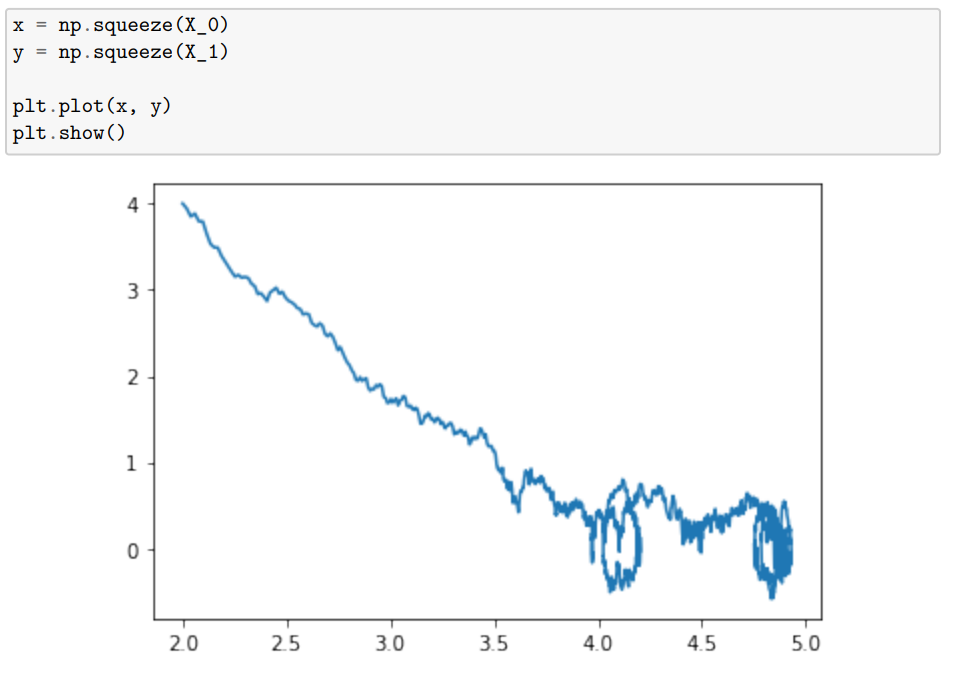 x = np.squeeze(X_0)
y = np.squeeze(X_1)
plt.plot(x, y)
plt.show()
4
3
2
1
0
2.0 2.5 3.0 3.5 4.0 4.5 5.0